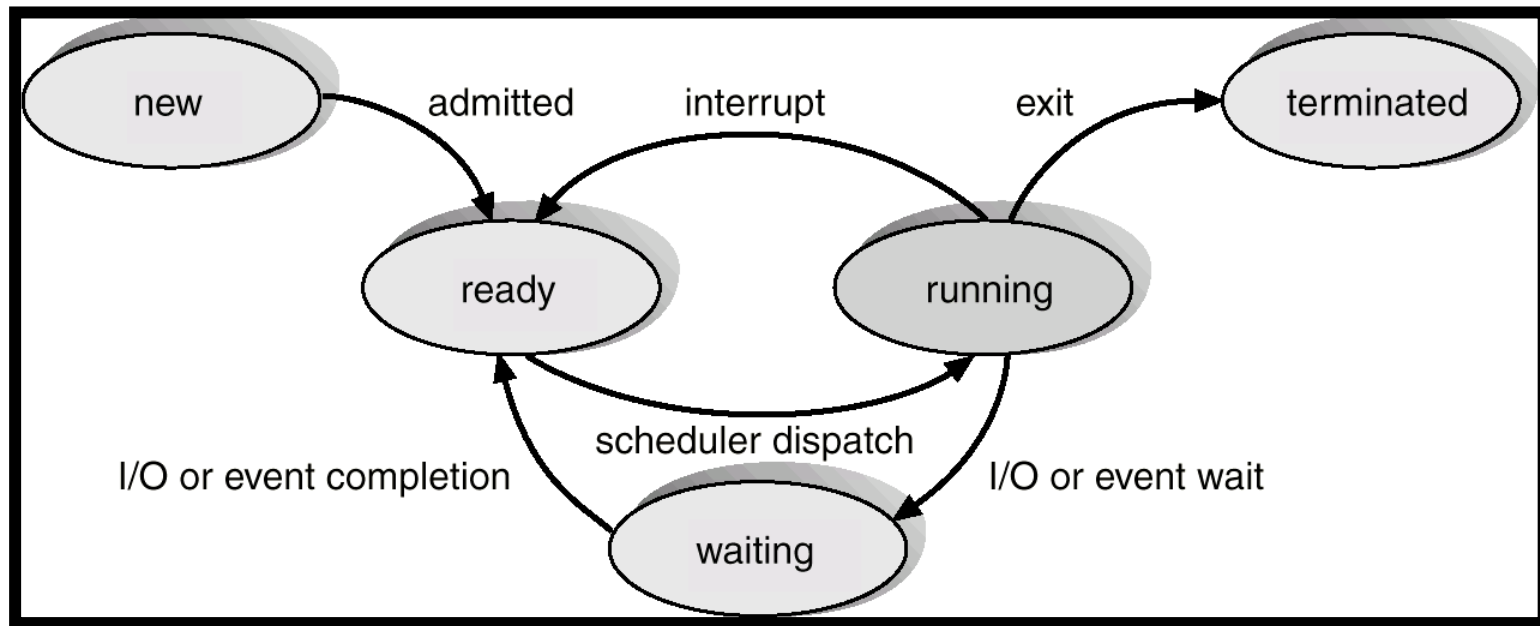 new
admitted
interrupt
exit
terminated
ready
running
scheduler dispatch
I/O or event completion
I/O or event wait
waiting